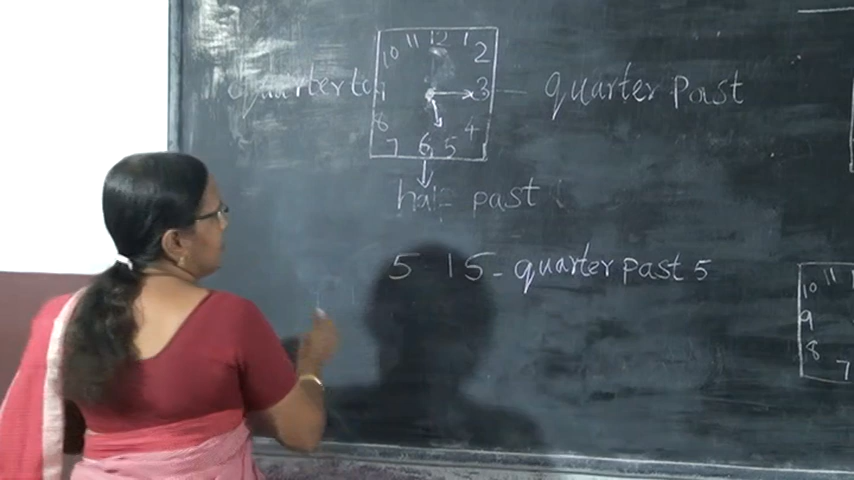 11 12 1
10 2
quarter to 3 quarter past
8 4
7 6 5
half past
5 15 - quarter past 5
10 11
9
8
7